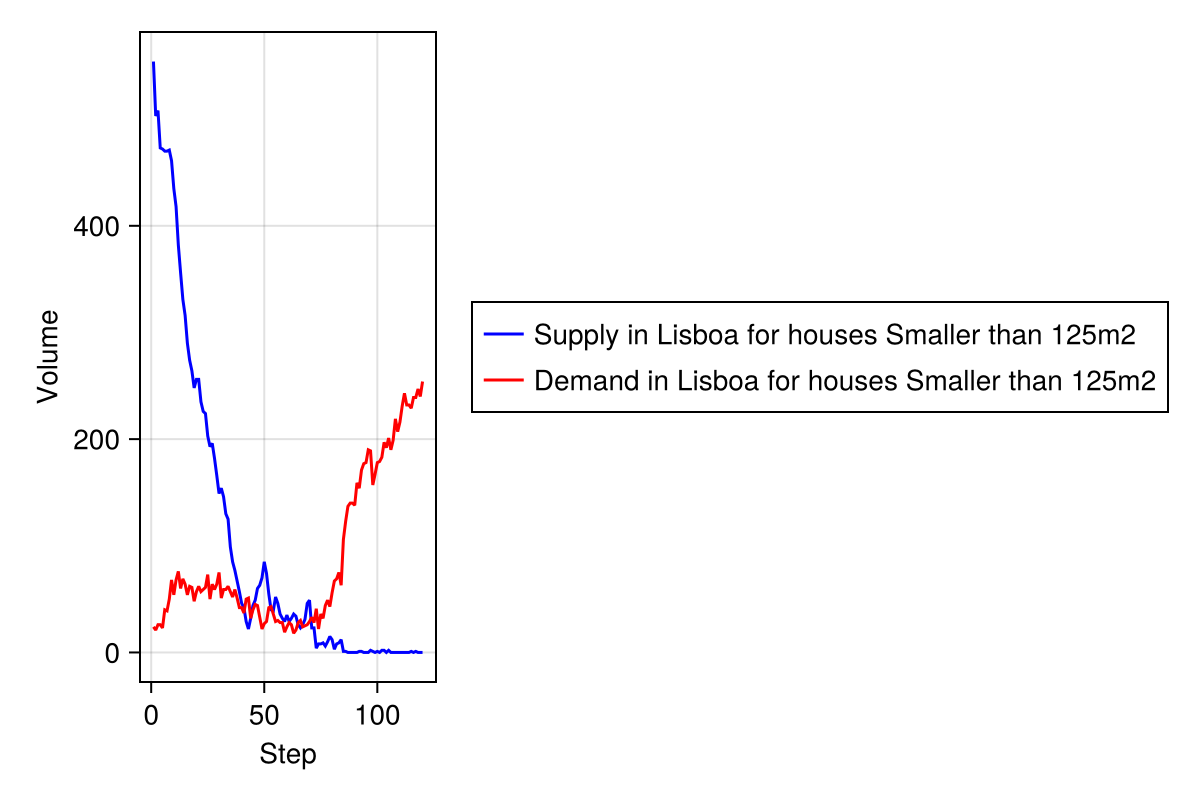 400
200
0
Volume
0 50 100
Step
Supply in Lisboa for houses Smaller than 125m2
Demand in Lisboa for houses Smaller than 125m2